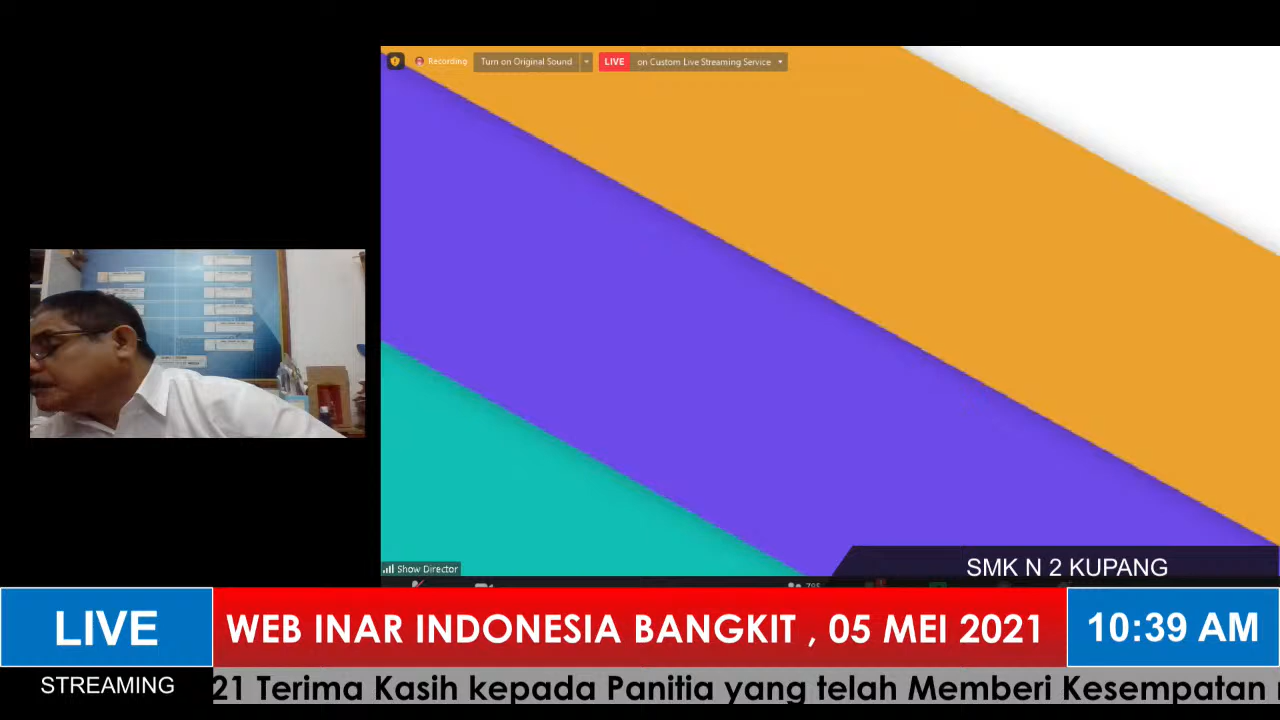 Recording
Turn on Original Sound
LIVE on Custom Live Streaming Service
Show Director
SMK N 2 KUPANG
LIVE
WEB INAR INDONESIA BANGKIT , 05 MEI 2021
10:39 AM
STREAMING
21 Terima Kasih kepada Panitia yang telah Memberi Kesempatan